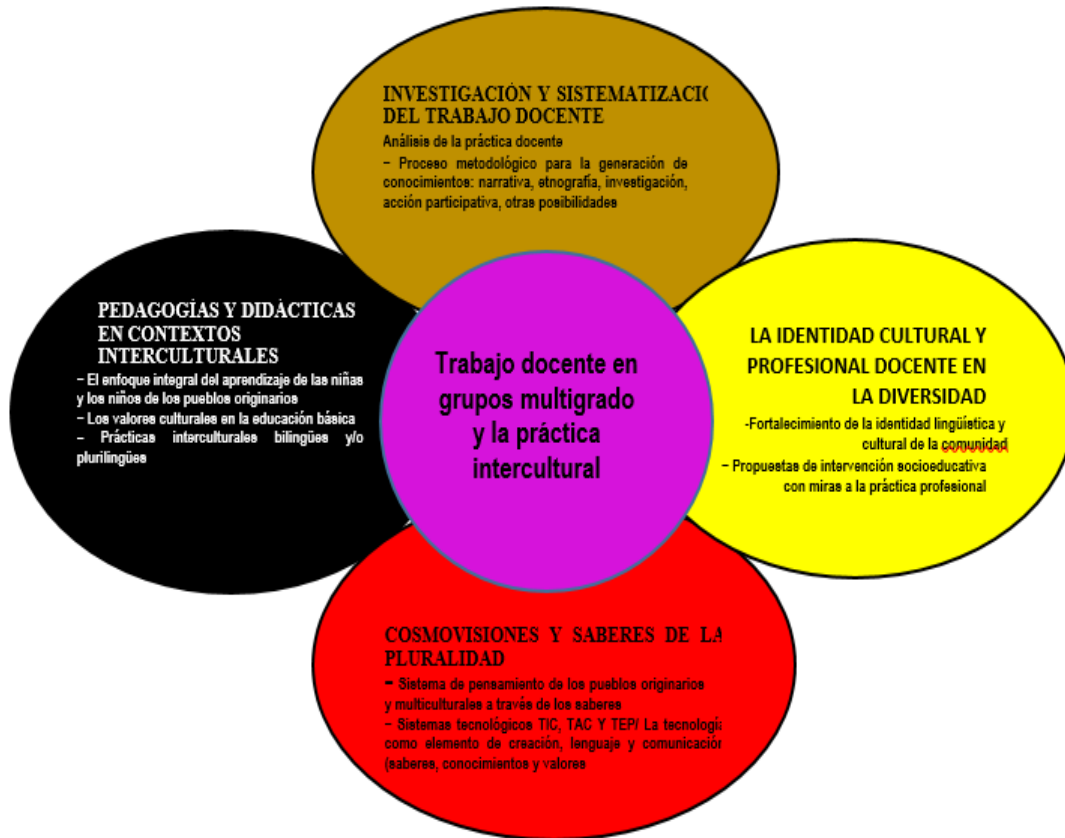 INVESTIGACIÓN Y SISTEMATIZACI
DEL TRABAJO DOCENTE
Análisis de la práctica docente
– Proceso metodológico para la generación de
conocimientos: narrativa, etnografía, investigación,
acción participativa, otras posibilidades
PEDAGOGÍAS Y DIDÁCTICAS
EN CONTEXTOS
INTERCULTURALES
– El enfoque integral del aprendizaje de las niñas
y los niños de los pueblos originarios
– Los valores culturales en la educación básica
– Prácticas interculturales bilingües y/o
plurilingües
Trabajo docente en
grupos multigrado
y la práctica
intercultural
LA IDENTIDAD CULTURAL Y
PROFESIONAL DOCENTE EN
LA DIVERSIDAD
-Fortalecimiento de la identidad lingüística y
cultural de la comunidad
– Propuestas de intervención socioeducativa
con miras a la práctica profesional
COSMOVISIONES Y SABERES DE LA
PLURALIDAD
– Sistema de pensamiento de los pueblos originarios
y multiculturales a través de los saberes
– Sistemas tecnológicos TIC, TAC Y TEP/ La tecnología
como elemento de creación, lenguaje y comunicación
(saberes, conocimientos y valores